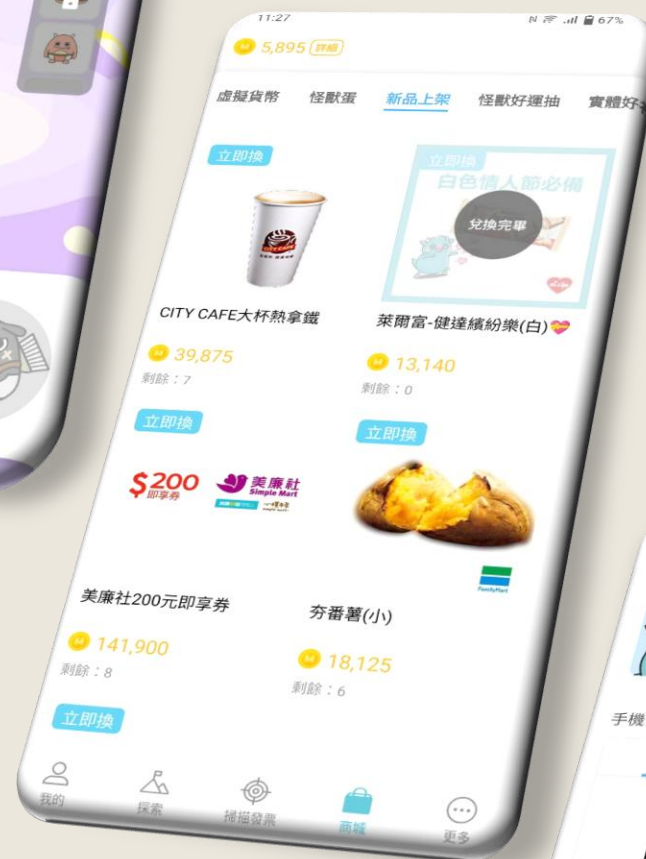 11:27
67%
5,895 詳細
虛擬貨幣 怪獸蛋 新品上架 怪獸好運抽 實體好
立即換
立即換
白色情人節必備
CITY CAFE
兌換完畢
CITY CAFE大杯熱拿鐵
萊爾富-健達繽紛樂(白)💝
M 39,875
M 13,140
剩餘：7
剩餘：0
立即換
立即換
$200
即享券
美廉社
Simple Mart
FamilyMart
美廉社200元即享券
夯番薯(小)
M 141,900
M 18,125
剩餘：8
剩餘：6
立即換
我的 探索 掃描發票 商城 更多
手機